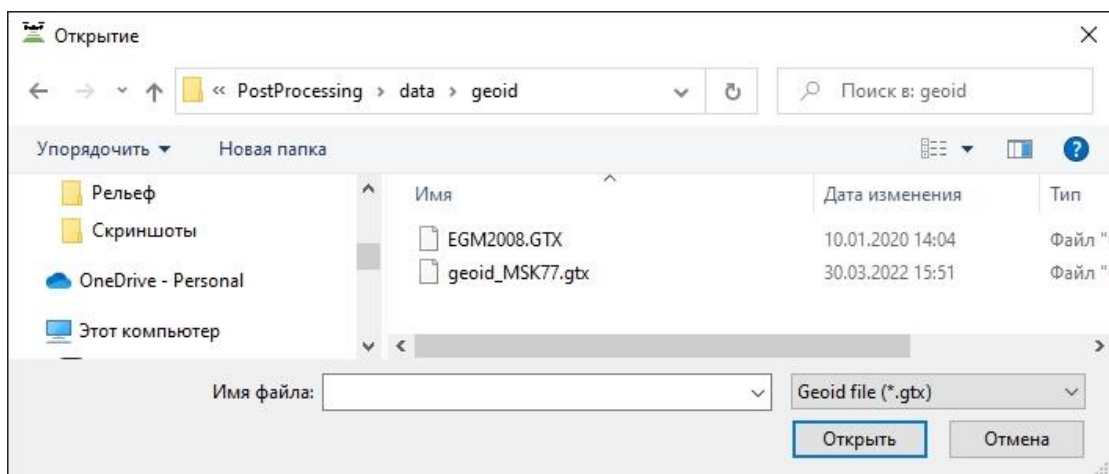 Открытие
« PostProcessing › data › geoid
Поиск в: geoid
Упорядочить
Новая папка
Рельеф
Скриншоты
OneDrive - Personal
Этот компьютер
Имя Дата изменения Тип
EGM2008.GTX 10.01.2020 14:04 Файл "
geoid_MSK77.gtx 30.03.2022 15:51 Файл "
Имя файла:
Geoid file (*.gtx)
Открыть Отмена